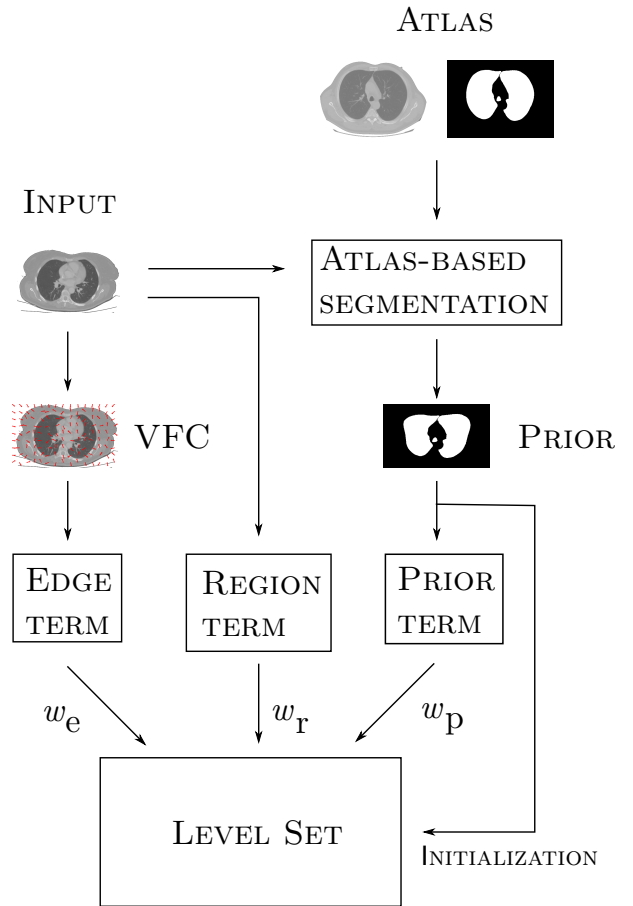 ATLAS
INPUT
ATLAS-BASED
SEGMENTATION
VFC
PRIOR
EDGE
TERM
REGION
TERM
PRIOR
TERM
we
wr
wp
LEVEL SET
INITIALIZATION